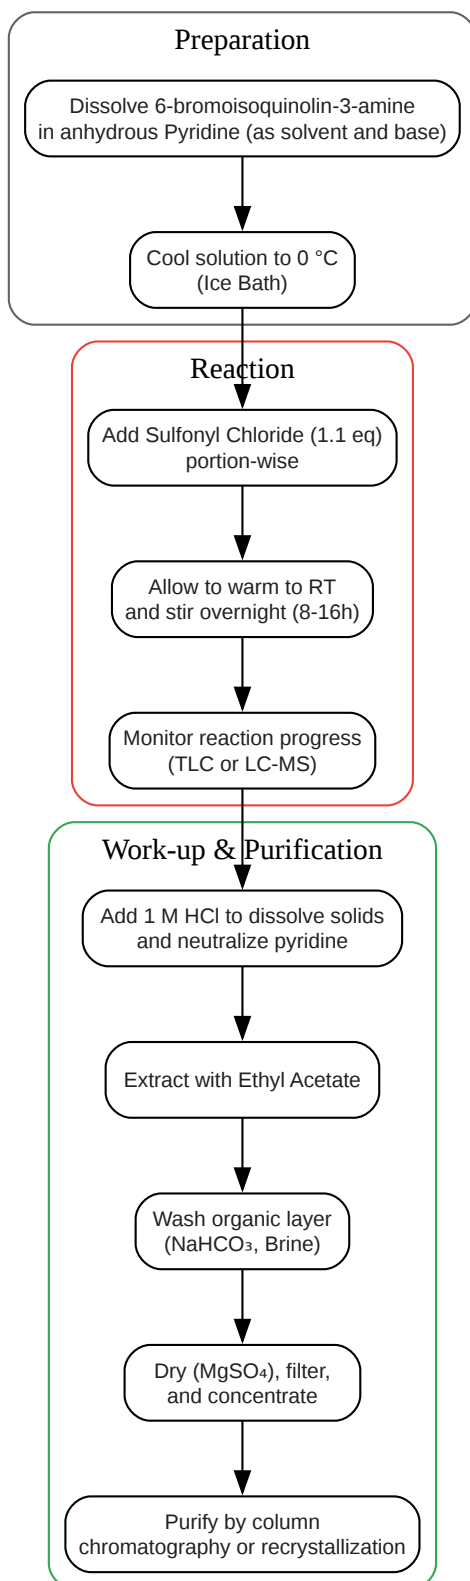 Preparation
Dissolve 6-bromoisoquinolin-3-amine
in anhydrous Pyridine (as solvent and base)
Cool solution to 0 °C
(Ice Bath)
Reaction
Add Sulfonyl Chloride (1.1 eq)
portion-wise
Allow to warm to RT
and stir overnight (8-16h)
Monitor reaction progress
(TLC or LC-MS)
Work-up & Purification
Add 1 M HCl to dissolve solids
and neutralize pyridine
Extract with Ethyl Acetate
Wash organic layer
(NaHCO₃, Brine)
Dry (MgSO₄), filter,
and concentrate
Purify by column
chromatography or recrystallization